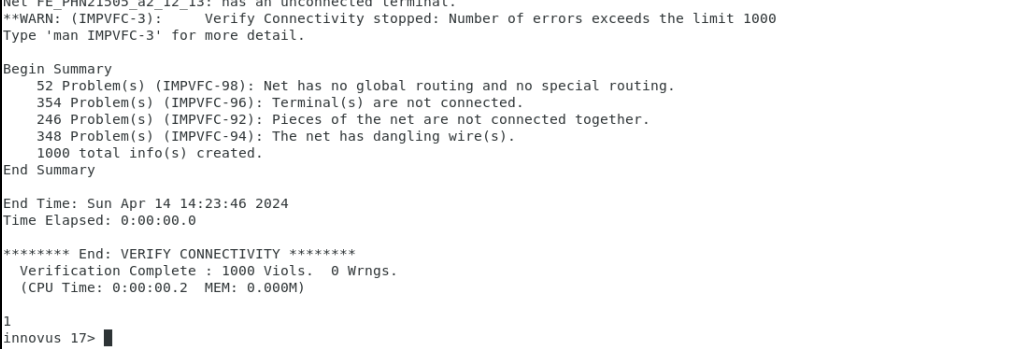 Net FE_PHN21505_a2_12_13: has an unconnected terminal.
**WARN: (IMPVFC-3):     Verify Connectivity stopped: Number of errors exceeds the limit 1000
Type 'man IMPVFC-3' for more detail.

Begin Summary
    52 Problem(s) (IMPVFC-98): Net has no global routing and no special routing.
    354 Problem(s) (IMPVFC-96): Terminal(s) are not connected.
    246 Problem(s) (IMPVFC-92): Pieces of the net are not connected together.
    348 Problem(s) (IMPVFC-94): The net has dangling wire(s).
    1000 total info(s) created.
End Summary

End Time: Sun Apr 14 14:23:46 2024
Time Elapsed: 0:00:00.0

******** End: VERIFY CONNECTIVITY ********
  Verification Complete : 1000 Viols.  0 Wrngs.
  (CPU Time: 0:00:00.2  MEM: 0.000M)

1
innovus 17>